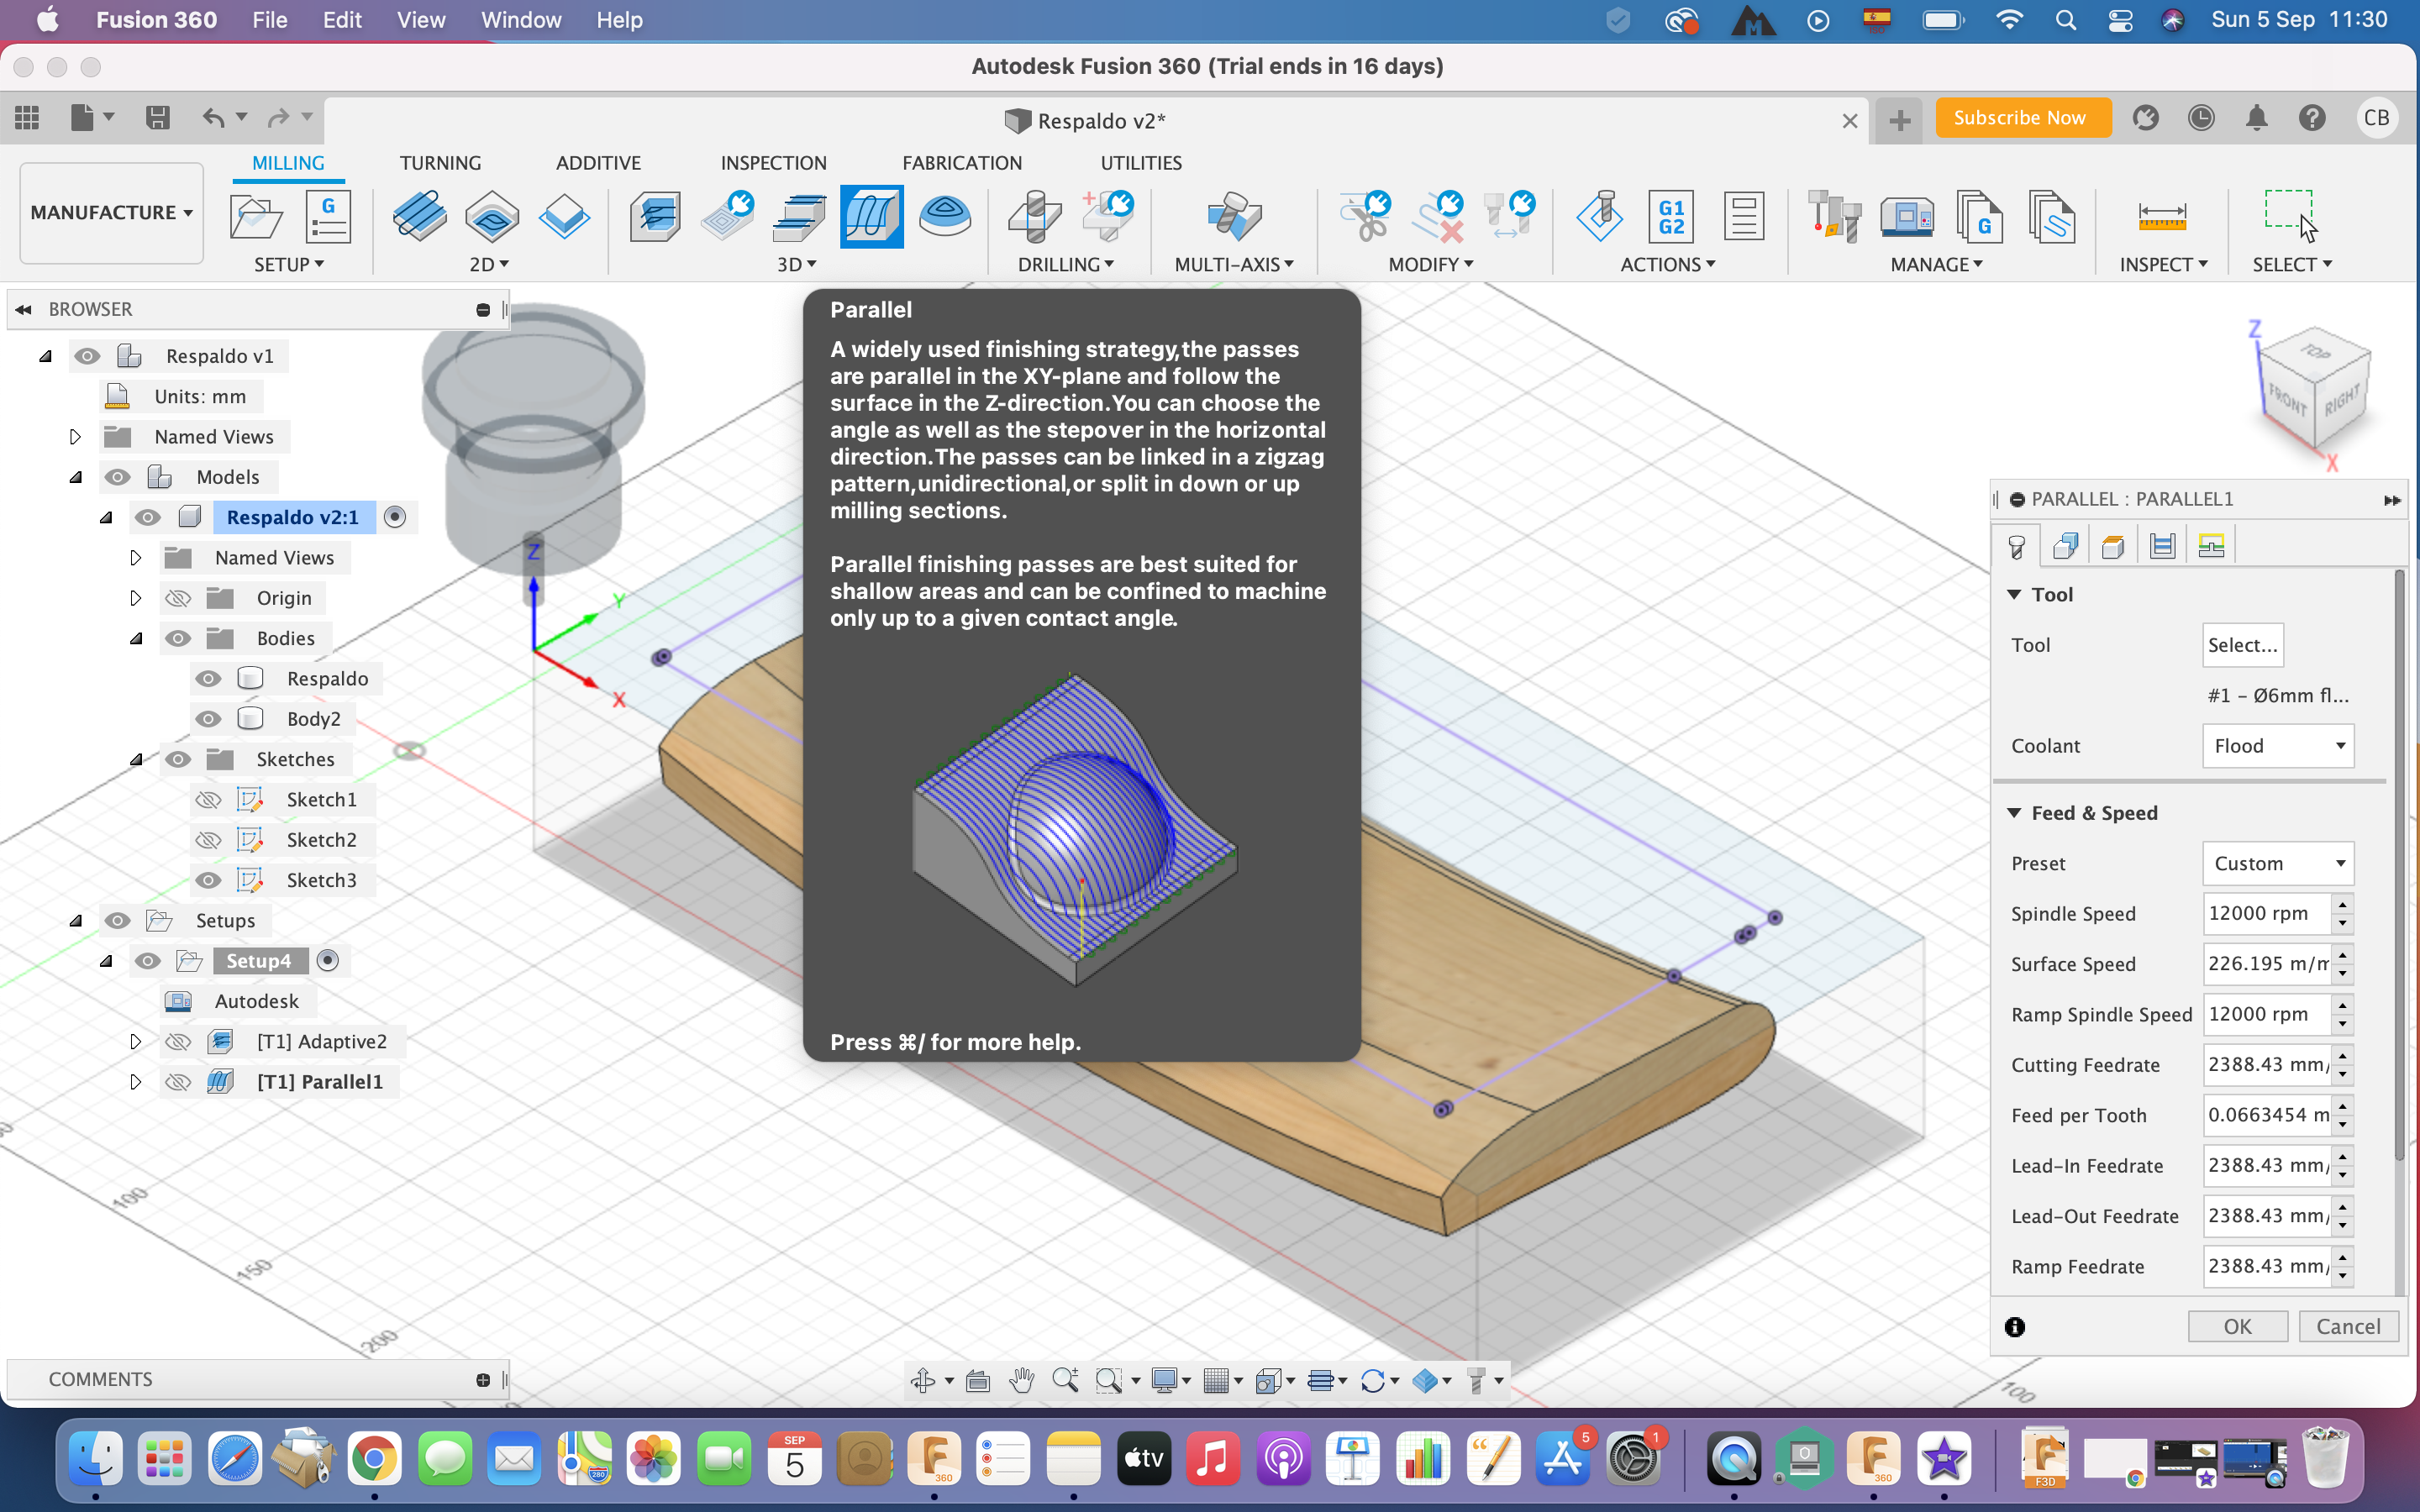 Fusion 360 File Edit View Window Help Sun 5 Sep 11:30
Autodesk Fusion 360 (Trial ends in 16 days)
Respaldo v2* Subscribe Now CB
MILLING TURNING ADDITIVE INSPECTION FABRICATION UTILITIES
MANUFACTURE
G G1 G2 G
SETUP 2D 3D DRILLING MULTI-AXIS MODIFY ACTIONS MANAGE INSPECT SELECT
BROWSER
Respaldo v1
Units: mm
Named Views
Models
Respaldo v2:1
Named Views
Origin
Bodies
Respaldo
Body2
Sketches
Sketch1
Sketch2
Sketch3
Setups
Setup4
Autodesk
[T1] Adaptive2
[T1] Parallel1
Z
Y
X
100
150
200
Parallel
A widely used finishing strategy,the passes
are parallel in the XY-plane and follow the
surface in the Z-direction.You can choose the
angle as well as the stepover in the horizontal
direction.The passes can be linked in a zigzag
pattern,unidirectional,or split in down or up
milling sections.
Parallel finishing passes are best suited for
shallow areas and can be confined to machine
only up to a given contact angle.
Press ⌘/ for more help.
Z
TOP
FRONT RIGHT
X
PARALLEL : PARALLEL1
Tool
Tool Select...
#1 - Ø6mm fl...
Coolant Flood
Feed & Speed
Preset Custom
Spindle Speed 12000 rpm
Surface Speed 226.195 m/m
Ramp Spindle Speed 12000 rpm
Cutting Feedrate 2388.43 mm/
Feed per Tooth 0.0663454 m
Lead-In Feedrate 2388.43 mm/
Lead-Out Feedrate 2388.43 mm/
Ramp Feedrate 2388.43 mm/
OK Cancel
100
COMMENTS
SEP
5
360
280
tv
5
1
360
F3D